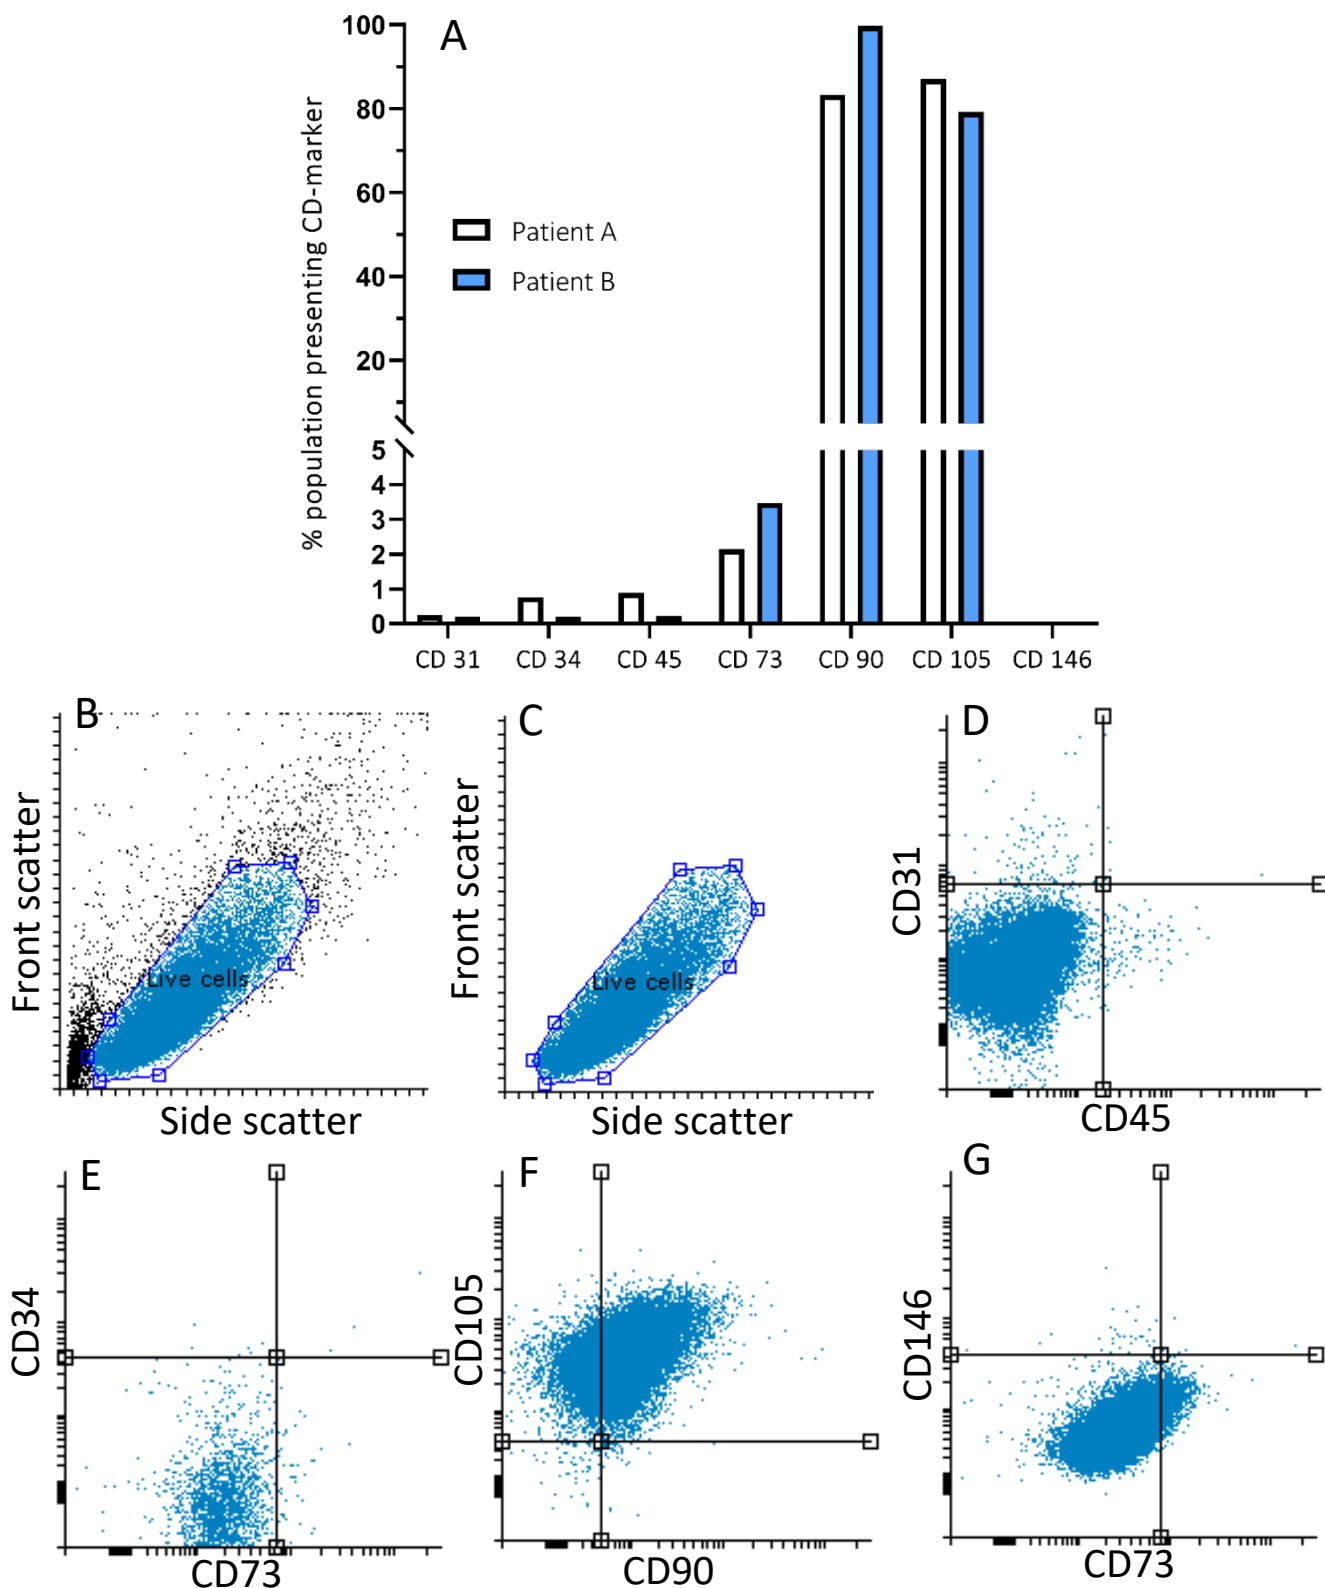 A
% population presenting CD-marker
100
80
60
40
20
5
4
3
2
1
0
Patient A
Patient B
CD 31 CD 34 CD 45 CD 73 CD 90 CD 105 CD 146
B
Front scatter
Live cells
Side scatter
C
Front scatter
Live cells
Side scatter
D
CD31
CD45
E
CD34
CD73
F
CD105
CD90
G
CD146
CD73